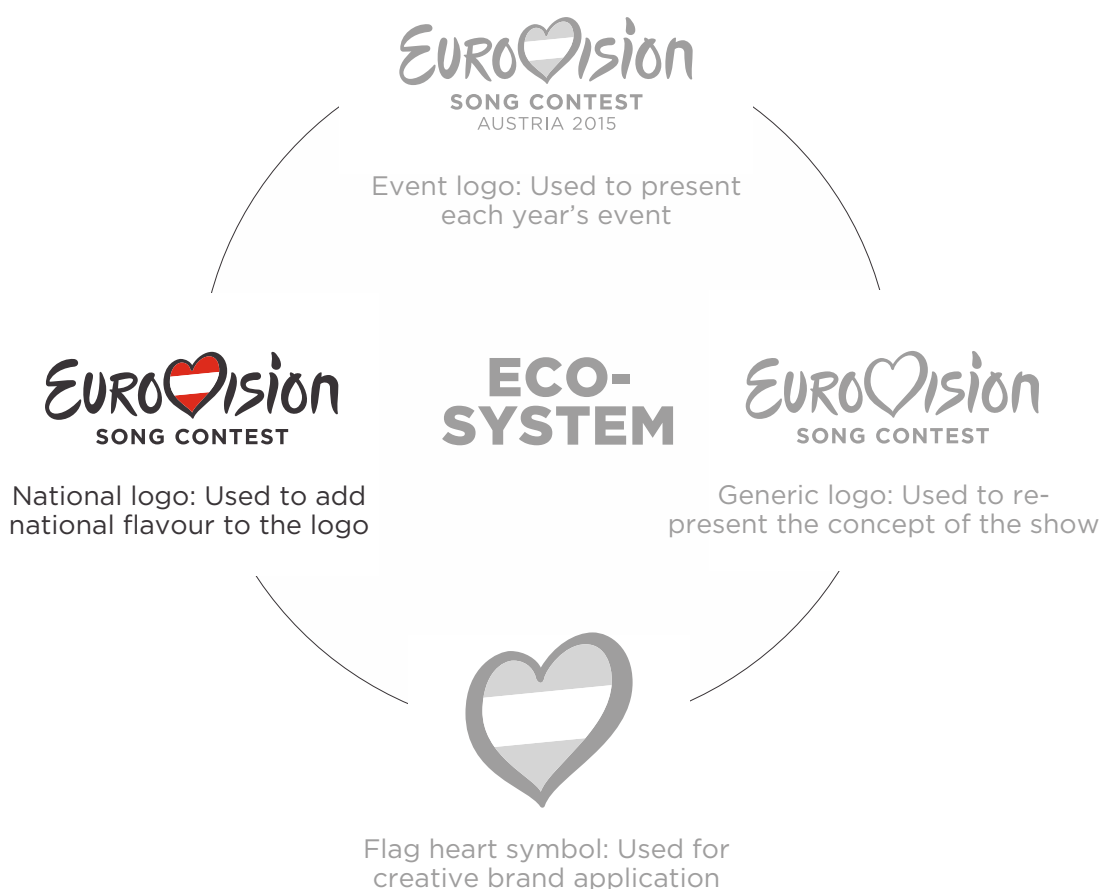 EUROVISION
SONG CONTEST
AUSTRIA 2015
Event logo: Used to present
each year’s event
EUROVISION
SONG CONTEST
National logo: Used to add
national flavour to the logo
ECO-
SYSTEM
EUROVISION
SONG CONTEST
Generic logo: Used to re-
present the concept of the show
Flag heart symbol: Used for
creative brand application